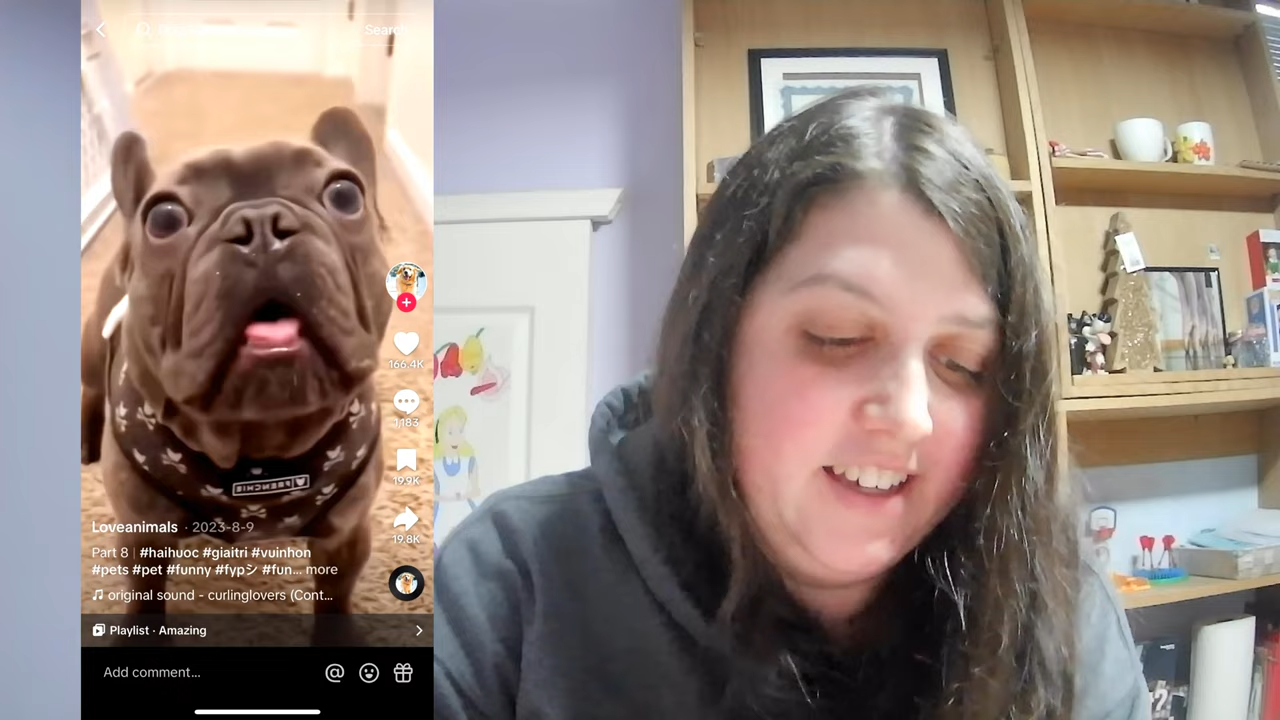 Search
166.4K
1,183
19.9K
19.8K
FRENCHIE
Loveanimals · 2023-8-9
Part 8 | #haihuoc #giaitri #vuinhon
#pets #pet #funny #fypシ #fun... more
original sound - curlinglovers (Cont...
Playlist · Amazing
Add comment...